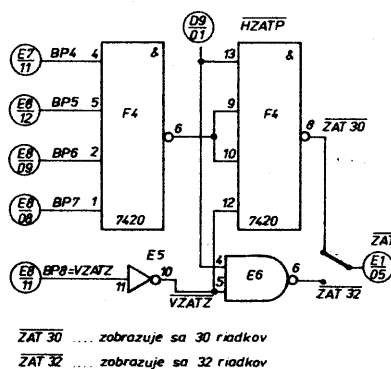 D9
01
HZATP
E7
11
BP4
4
&
13
&
E8
12
BP5
5
F4
9
F4
6
8
ZAT 30
E8
09
BP6
2
10
E8
08
BP7
1
12
7420
7420
ZAT
E1
05
E8
11
BP8=VZATZ
E5
11
10
VZATZ
4
5
E6
6
ZAT 32
ZAT 30 .... zobrazuje sa 30 riadkov
ZAT 32 .... zobrazuje sa 32 riadkov